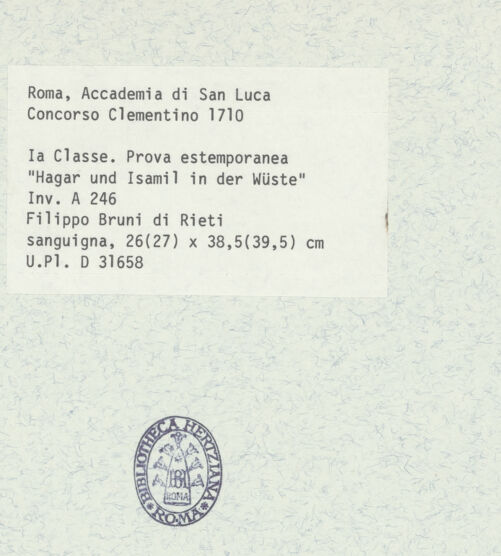 Roma, Accademia di San Luca
Concorso Clementino 1710
Ia Classe. Prova estemporanea
"Hagar und Isamil in der Wüste"
Inv. A 246
Filippo Bruni di Rieti
sanguigna, 26(27) x 38,5(39,5) cm
U.Pl. D 31658
BIBLIOTHECA HERTZIANA
ROMA
ROMA